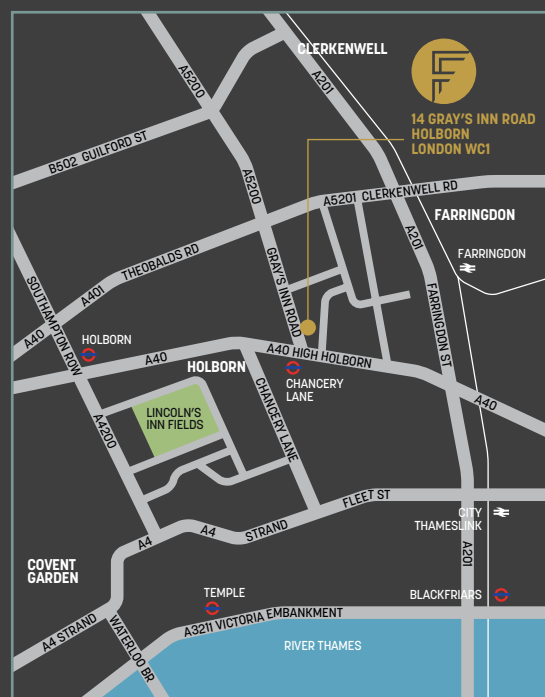 CLERKENWELL
A5200
A201
F
14 GRAY'S INN ROAD
HOLBORN
LONDON WC1
B502 GUILFORD ST
A5200
A5201 CLERKENWELL RD
FARRINGDON
A201
THEOBALDS RD
A401
FARRINGDON
GRAY'S INN ROAD
SOUTHAMPTON ROW
FARRINGDON ST
A40
HOLBORN
A40
A40 HIGH HOLBORN
HOLBORN
CHANCERY
LANE
CHANCERY LANE
A40
LINCOLN'S
INN FIELDS
A4200
FLEET ST
CITY
THAMESLINK
STRAND
A4
A4
A201
COVENT
GARDEN
TEMPLE
BLACKFRIARS
A4 STRAND
WATERLOO BR
A3211 VICTORIA EMBANKMENT
RIVER THAMES